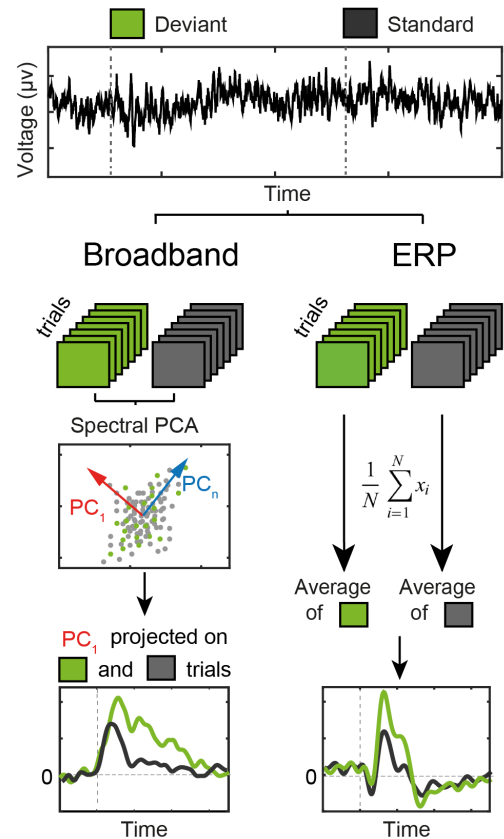 Deviant Standard
Voltage (μv)
Time
Broadband ERP
trials trials
Spectral PCA
PC1 PCn
1/N ∑ i=1 N xi
Average of Average of
PC1 projected on
and trials
0 0
Time Time